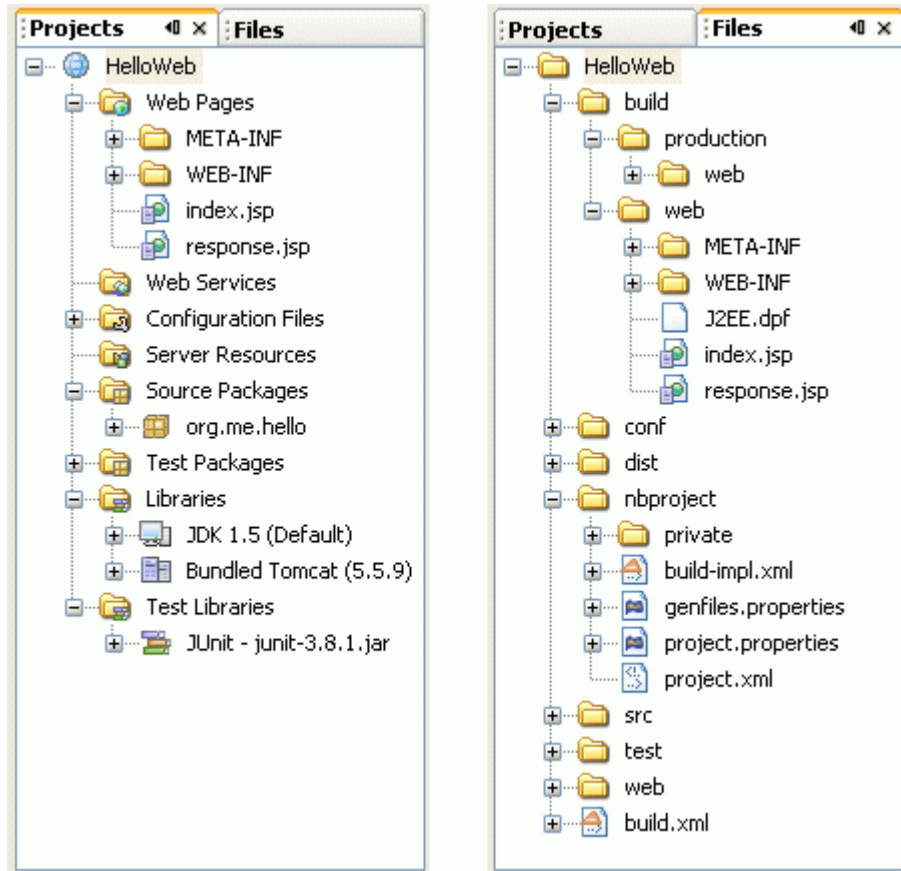 Projects
Files
HelloWeb
Web Pages
META-INF
WEB-INF
index.jsp
response.jsp
Web Services
Configuration Files
Server Resources
Source Packages
org.me.hello
Test Packages
Libraries
JDK 1.5 (Default)
Bundled Tomcat (5.5.9)
Test Libraries
JUnit - junit-3.8.1.jar
Projects
Files
HelloWeb
build
production
web
web
META-INF
WEB-INF
J2EE.dpf
index.jsp
response.jsp
conf
dist
nbproject
private
build-impl.xml
genfiles.properties
project.properties
project.xml
src
test
web
build.xml